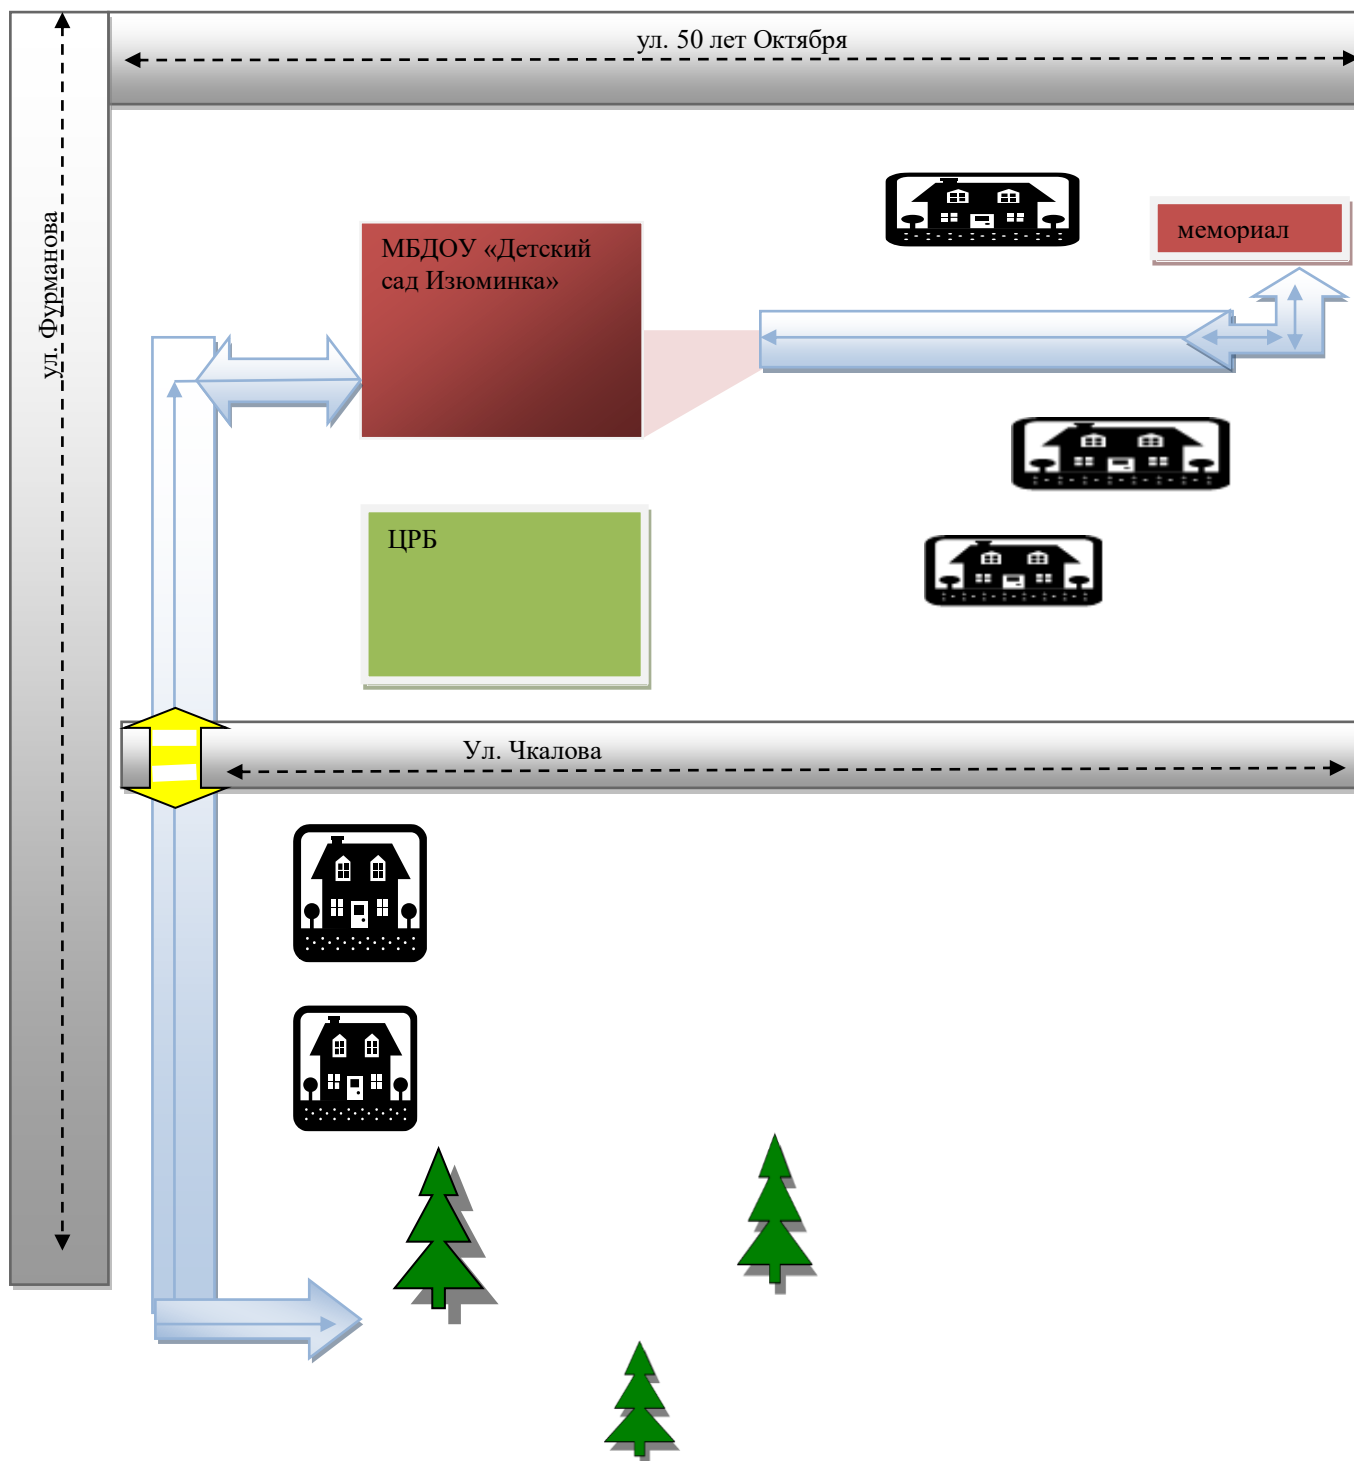 ул. 50 лет Октября
ул. Фурманова
МБДОУ «Детский
сад Изюминка»
мемориал
ЦРБ
Ул. Чкалова